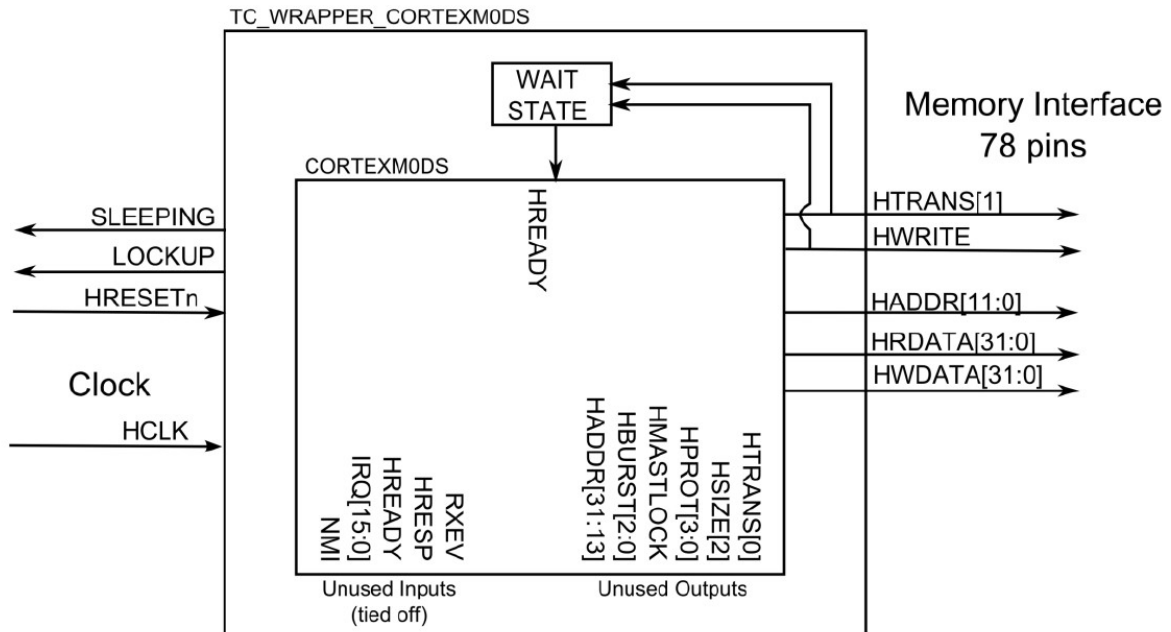 TC_WRAPPER_CORTEXM0DS
WAIT
STATE
Memory Interface
78 pins
CORTEXM0DS
HREADY
SLEEPING
LOCKUP
HRESETn
Clock
HCLK
HTRANS[1]
HWRITE
HADDR[11:0]
HRDATA[31:0]
HWDATA[31:0]
NMI
IRQ[15:0]
HREADY
HRESP
RXEV
HADDR[31:13]
HBURST[2:0]
HMASTLOCK
HPROT[3:0]
HSIZE[2]
HTRANS[0]
Unused Inputs
(tied off)
Unused Outputs